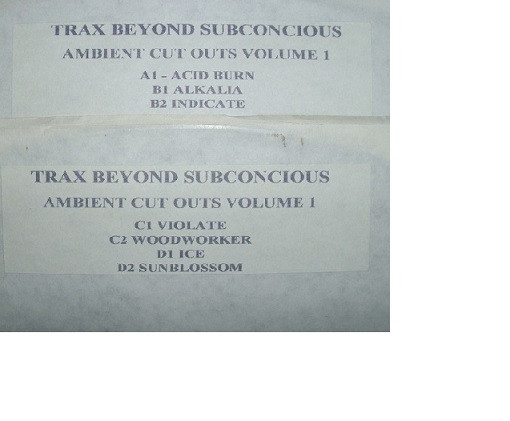 TRAX BEYOND SUBCONCIOUS
AMBIENT CUT OUTS VOLUME 1
A1 - ACID BURN
B1 ALKALIA
B2 INDICATE
TRAX BEYOND SUBCONCIOUS
AMBIENT CUT OUTS VOLUME 1
C1 VIOLATE
C2 WOODWORKER
D1 ICE
D2 SUNBLOSSOM